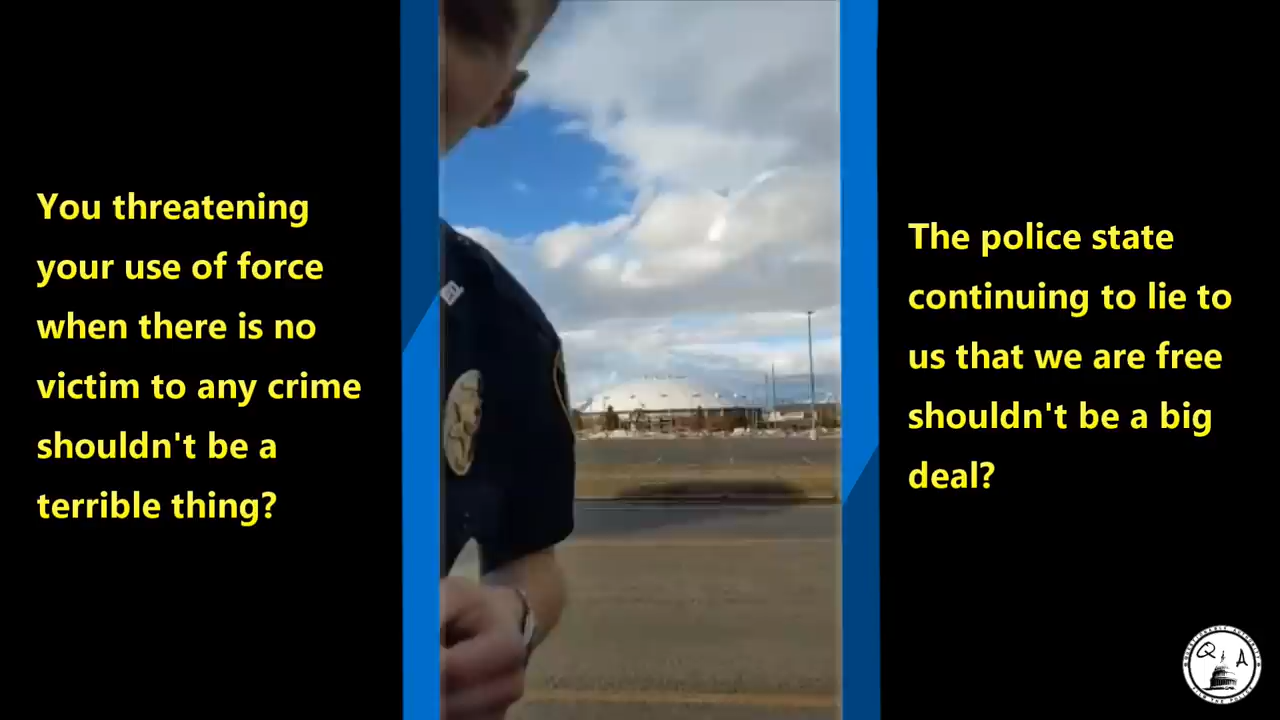 You threatening
your use of force
when there is no
victim to any crime
shouldn't be a
terrible thing?
The police state
continuing to lie to
us that we are free
shouldn't be a big
deal?
Q A